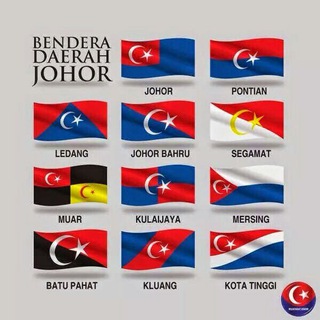 BENDERA
DAERAH
JOHOR
JOHOR
PONTIAN
LEDANG
JOHOR BAHRU
SEGAMAT
MUAR
KULAIJAYA
MERSING
BATU PAHAT
KLUANG
KOTA TINGGI